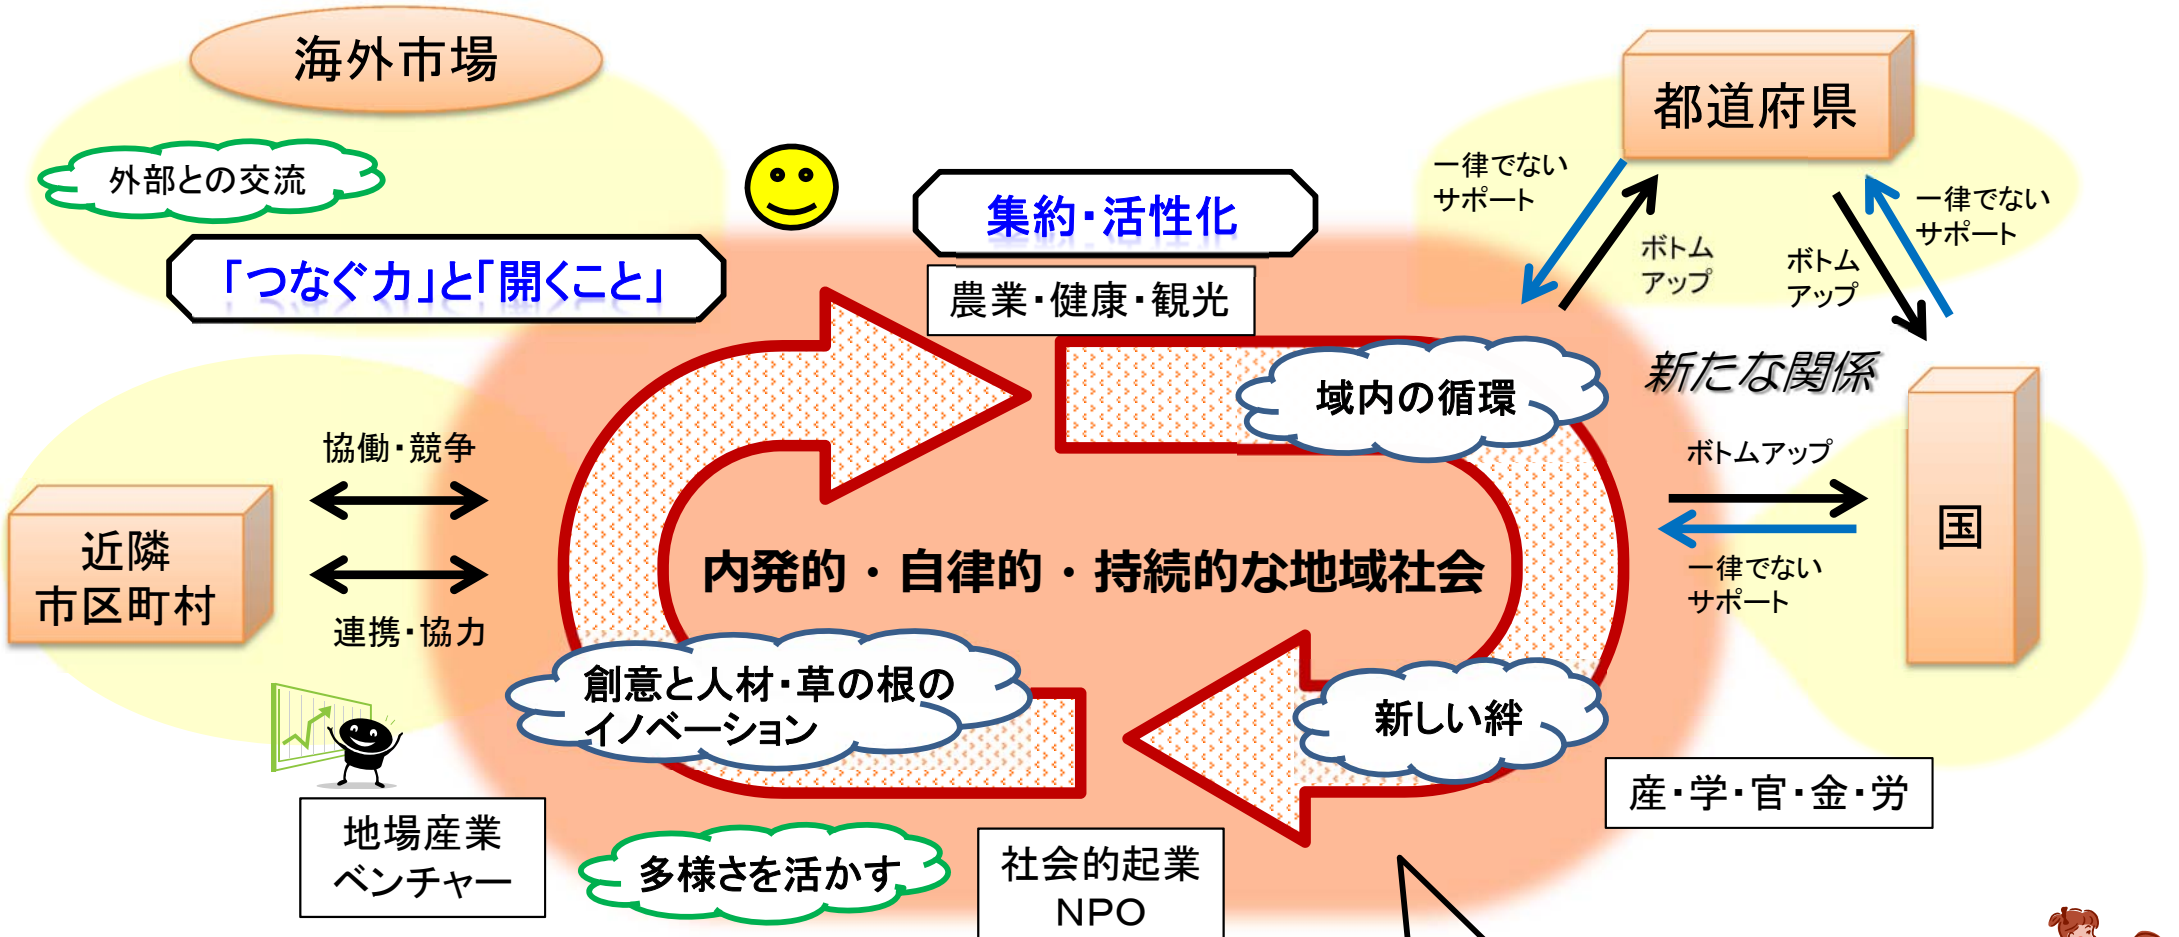 海外市場
都道府県
外部との交流
一律でない
サポート
集約・活性化
一律でない
サポート
「つなぐ力」と「開くこと」
ボトム
アップ
ボトム
アップ
農業・健康・観光
新たな関係
域内の循環
協働・競争
ボトムアップ
近隣
市区町村
国
内発的・自律的・持続的な地域社会
一律でない
サポート
連携・協力
創意と人材・草の根の
イノベーション
新しい絆
産・学・官・金・労
地場産業
ベンチャー
多様さを活かす
社会的起業
NPO